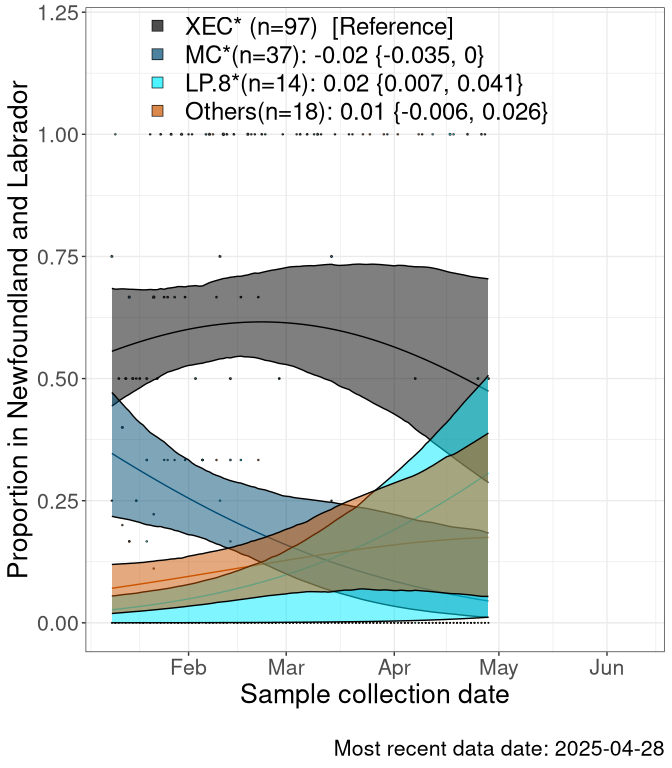 XEC* (n=97)  [Reference]
MC*(n=37): -0.02 {-0.035, 0}
LP.8*(n=14): 0.02 {0.007, 0.041}
Others(n=18): 0.01 {-0.006, 0.026}
Proportion in Newfoundland and Labrador
1.25
1.00
0.75
0.50
0.25
0.00
Feb Mar Apr May Jun
Sample collection date
Most recent data date: 2025-04-28